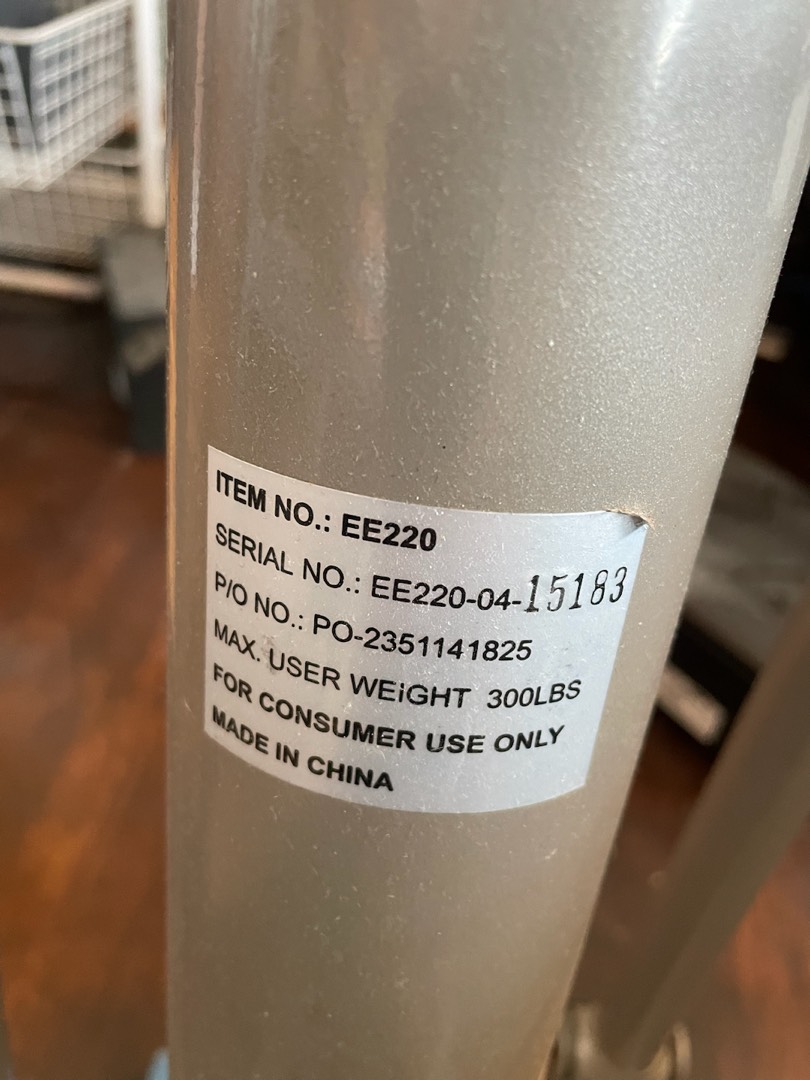 ITEM NO.: EE220
SERIAL NO.: EE220-04-15183
P/O NO.: PO-2351141825
MAX. USER WEiGHT 300LBS
FOR CONSUMER USE ONLY
MADE IN CHINA